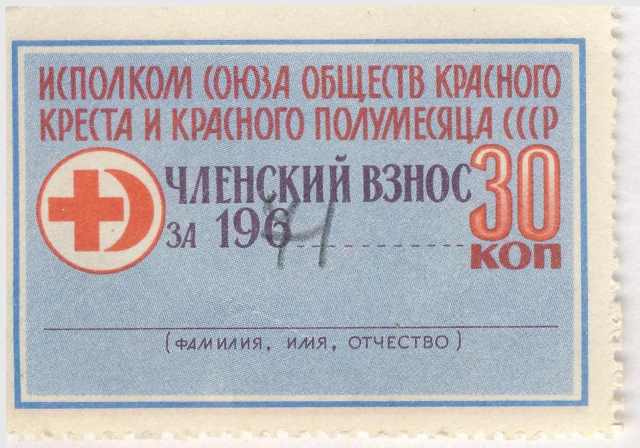 ИСПОЛКОМ СОЮЗА ОБЩЕСТВ КРАСНОГО
КРЕСТА И КРАСНОГО ПОЛУМЕСЯЦА СССР
ЧЛЕНСКИЙ ВЗНОС
ЗА 196
30
КОП
(ФАМИЛИЯ, ИМЯ, ОТЧЕСТВО)